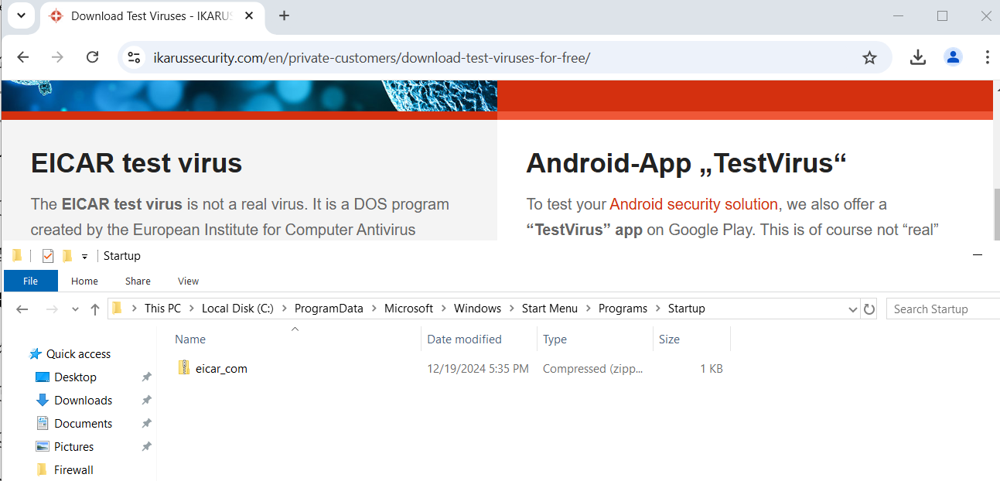 Download Test Viruses - IKARUS
ikarussecurity.com/en/private-customers/download-test-viruses-for-free/
EICAR test virus
The EICAR test virus is not a real virus. It is a DOS program
created by the European Institute for Computer Antivirus
Android-App „TestVirus“
To test your Android security solution, we also offer a
“TestVirus” app on Google Play. This is of course not “real”
Startup
File Home Share View
This PC Local Disk (C:) ProgramData Microsoft Windows Start Menu Programs Startup
Search Startup
Name Date modified Type Size
eicar_com 12/19/2024 5:35 PM Compressed (zipp... 1 KB
Quick access
Desktop
Downloads
Documents
Pictures
Firewall